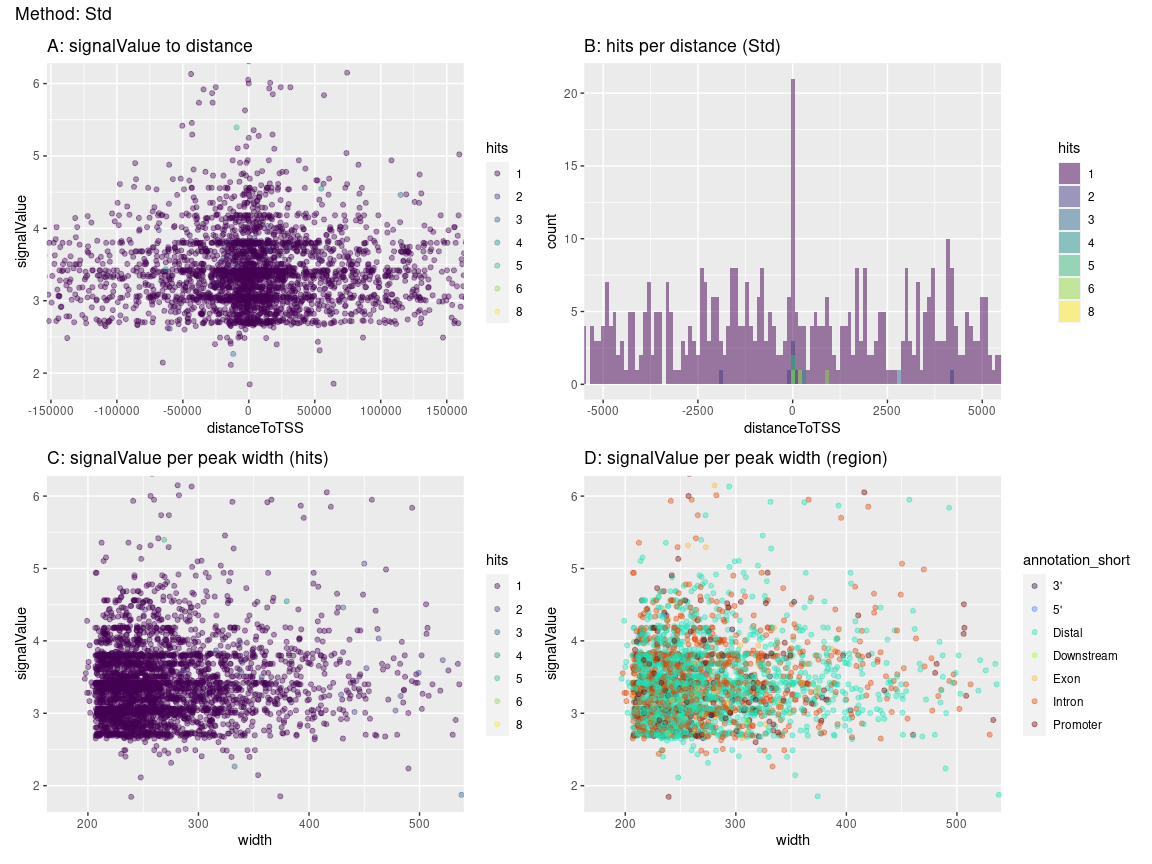 Method: Std
A: signalValue to distance
signalValue
6
5
4
3
2
-150000 -100000 -50000 0 50000 100000 150000
distanceToTSS
hits
1
2
3
4
5
6
8
B: hits per distance (Std)
count
20
15
10
5
0
-5000 -2500 0 2500 5000
distanceToTSS
hits
1
2
3
4
5
6
8
C: signalValue per peak width (hits)
signalValue
6
5
4
3
2
200 300 400 500
width
hits
1
2
3
4
5
6
8
D: signalValue per peak width (region)
signalValue
6
5
4
3
2
200 300 400 500
width
annotation_short
3'
5'
Distal
Downstream
Exon
Intron
Promoter